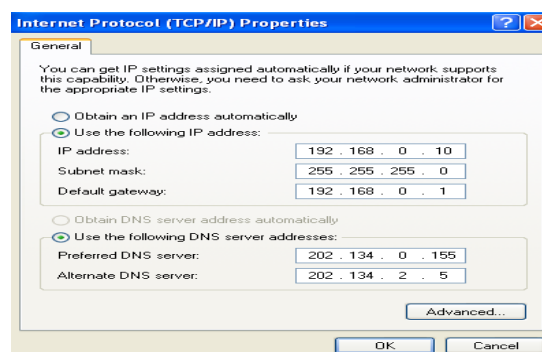 Internet Protocol (TCP/IP) Properties
General
You can get IP settings assigned automatically if your network supports
this capability. Otherwise, you need to ask your network administrator for
the appropriate IP settings.
Obtain an IP address automatically
Use the following IP address:
IP address: 192 . 168 . 0 . 10
Subnet mask: 255 . 255 . 255 . 0
Default gateway: 192 . 168 . 0 . 1
Obtain DNS server address automatically
Use the following DNS server addresses:
Preferred DNS server: 202 . 134 . 0 . 155
Alternate DNS server: 202 . 134 . 2 . 5
Advanced...
OK Cancel